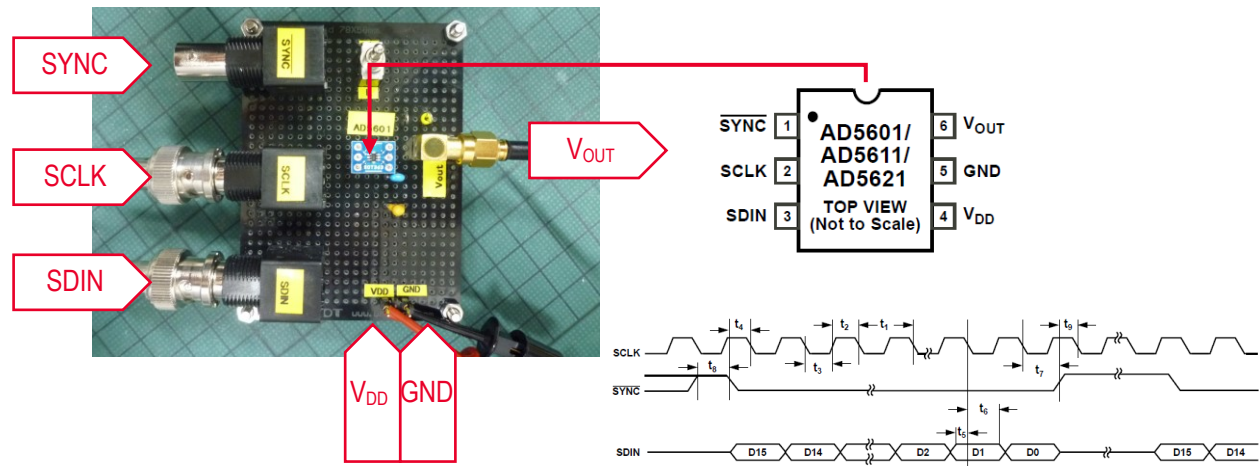 SYNC
SCLK
SDIN
VDD
GND
VOUT
SYNC
SCLK
SDIN
AD5601
Vout
VDD
GND
SYNC 1
SCLK 2
SDIN 3
AD5601/
AD5611/
AD5621
TOP VIEW
(Not to Scale)
6 VOUT
5 GND
4 VDD
t4
t2
t1
t9
SCLK
t3
t7
t8
SYNC
t6
t5
SDIN
D15
D14
D2
D1
D0
D15
D14